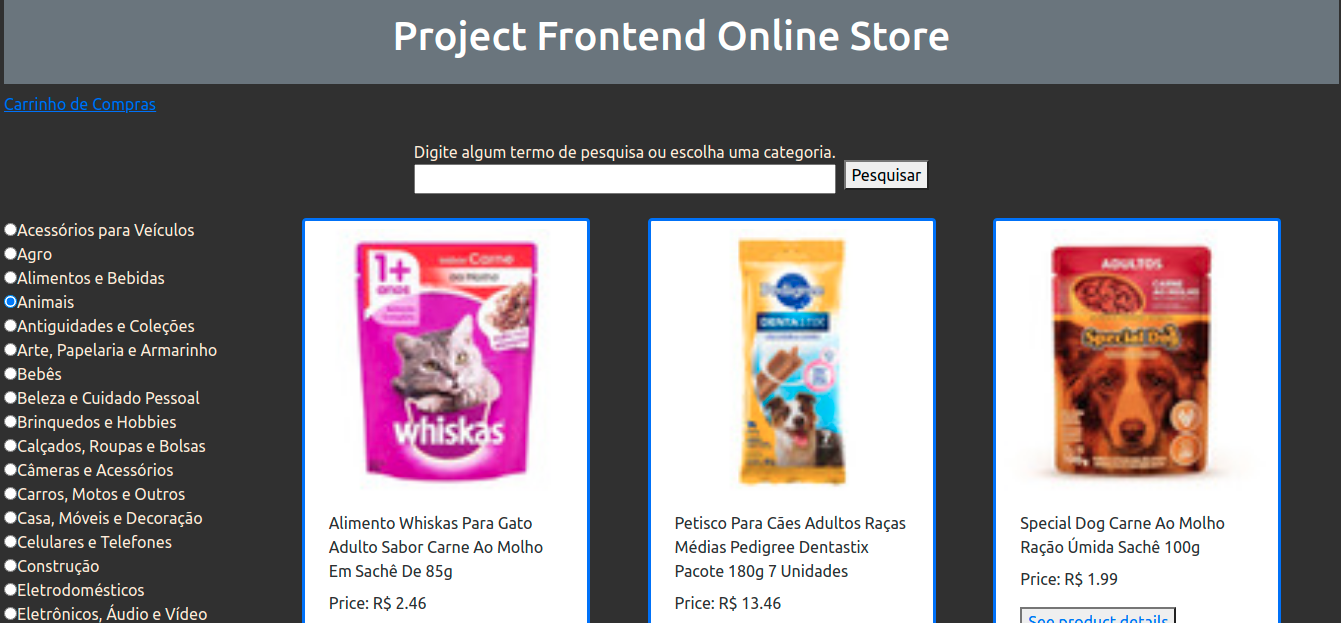 Project Frontend Online Store
Carrinho de Compras
Digite algum termo de pesquisa ou escolha uma categoria.
Pesquisar
Acessórios para Veículos
Agro
Alimentos e Bebidas
Animais
Antiguidades e Coleções
Arte, Papelaria e Armarinho
Bebês
Beleza e Cuidado Pessoal
Brinquedos e Hobbies
Calçados, Roupas e Bolsas
Câmeras e Acessórios
Carros, Motos e Outros
Casa, Móveis e Decoração
Celulares e Telefones
Construção
Eletrodomésticos
Eletrônicos, Áudio e Vídeo
1+
anos
sabor Carne
ao Molho
whiskas
Alimento Whiskas Para Gato
Adulto Sabor Carne Ao Molho
Em Sachê De 85g
Price: R$ 2.46
Pedigree
DENTASTIX
7
Petisco Para Cães Adultos Raças
Médias Pedigree Dentastix
Pacote 180g 7 Unidades
Price: R$ 13.46
ADULTOS
CARNE
AO MOLHO
Special Dog
Special Dog Carne Ao Molho
Ração Úmida Sachê 100g
Price: R$ 1.99
See product details